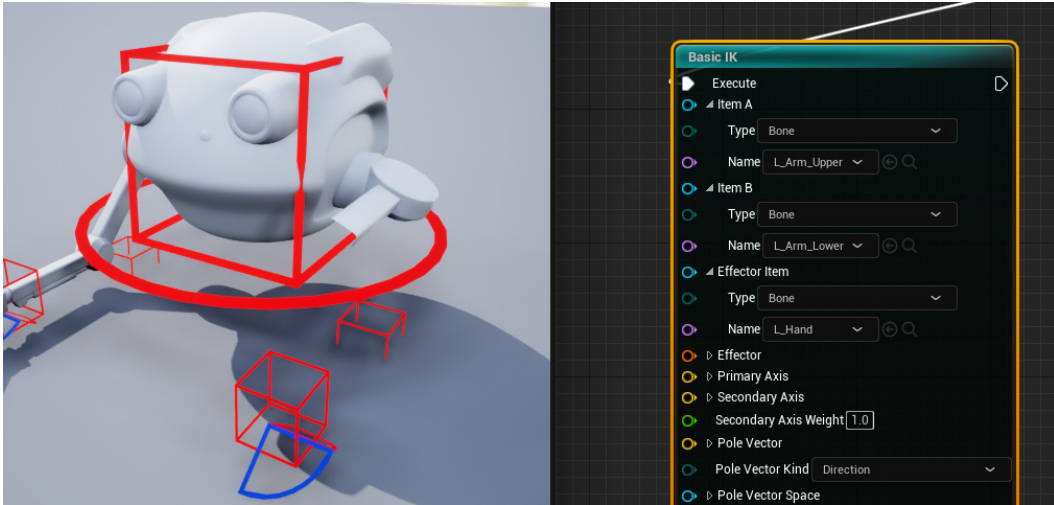 Basic IK
Execute
Item A
Type Bone
Name L_Arm_Upper
Item B
Type Bone
Name L_Arm_Lower
Effector Item
Type Bone
Name L_Hand
Effector
Primary Axis
Secondary Axis
Secondary Axis Weight 1.0
Pole Vector
Pole Vector Kind Direction
Pole Vector Space